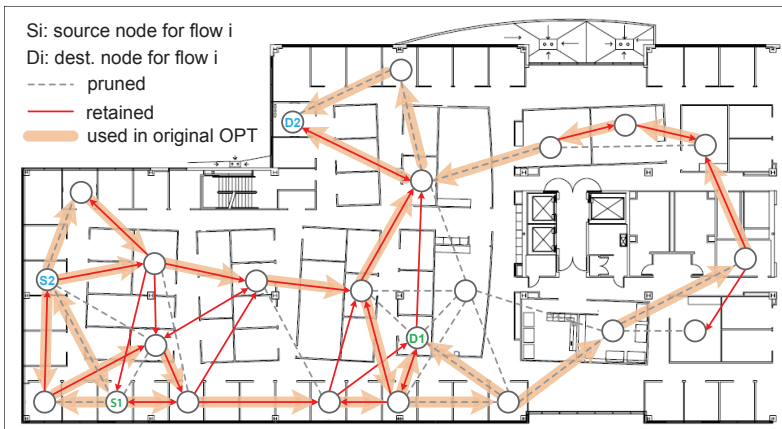 Si: source node for flow i
Di: dest. node for flow i
pruned
retained
used in original OPT
D2
S2
D1
S1